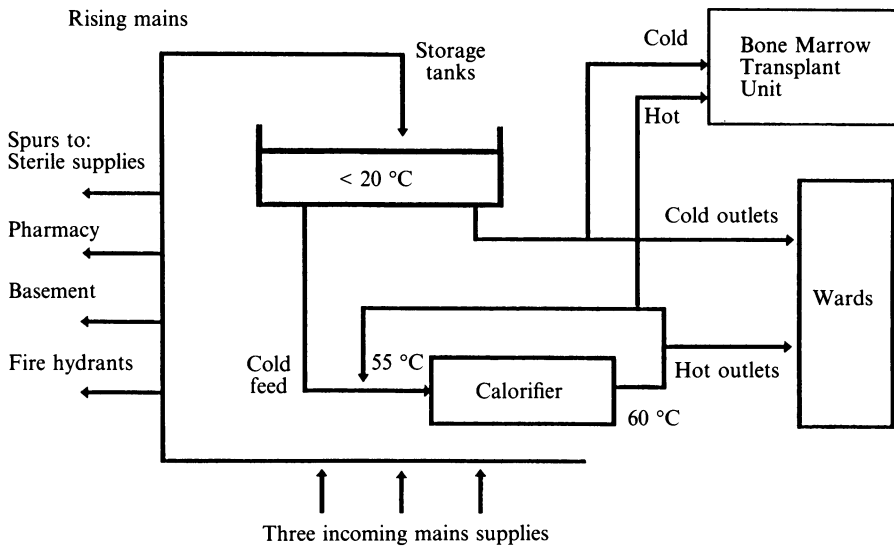 Rising mains
Storage
tanks
Cold
Bone Marrow
Transplant
Unit
Hot
Spurs to:
Sterile supplies
< 20 °C
Pharmacy
Cold outlets
Basement
Wards
Fire hydrants
Cold
feed
55 °C
Calorifier
Hot outlets
60 °C
Three incoming mains supplies